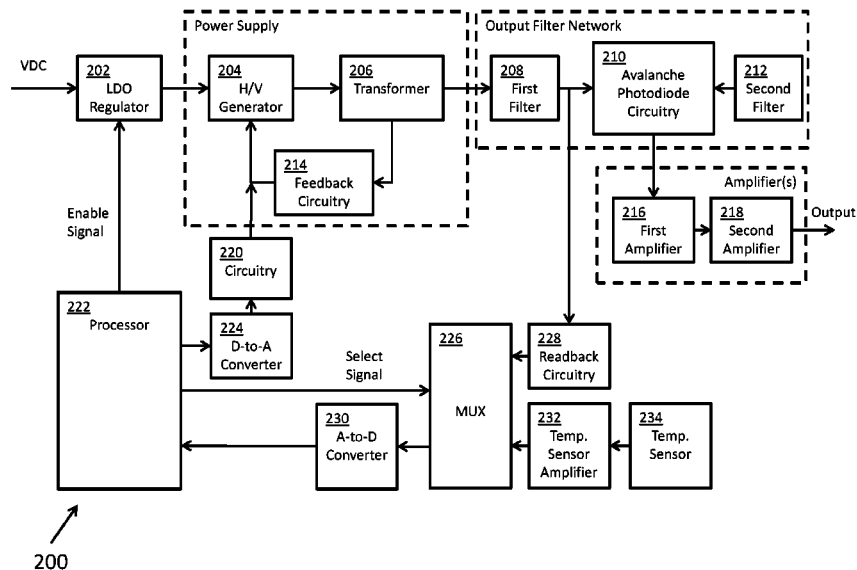 Power Supply
Output Filter Network
VDC
202
LDO
Regulator
204
H/V
Generator
206
Transformer
208
First
Filter
210
Avalanche
Photodiode
Circuitry
212
Second
Filter
214
Feedback
Circuitry
Amplifier(s)
216
First
Amplifier
218
Second
Amplifier
Output
Enable
Signal
220
Circuitry
222
Processor
224
D-to-A
Converter
Select
Signal
226
MUX
228
Readback
Circuitry
230
A-to-D
Converter
232
Temp.
Sensor
Amplifier
234
Temp.
Sensor
200